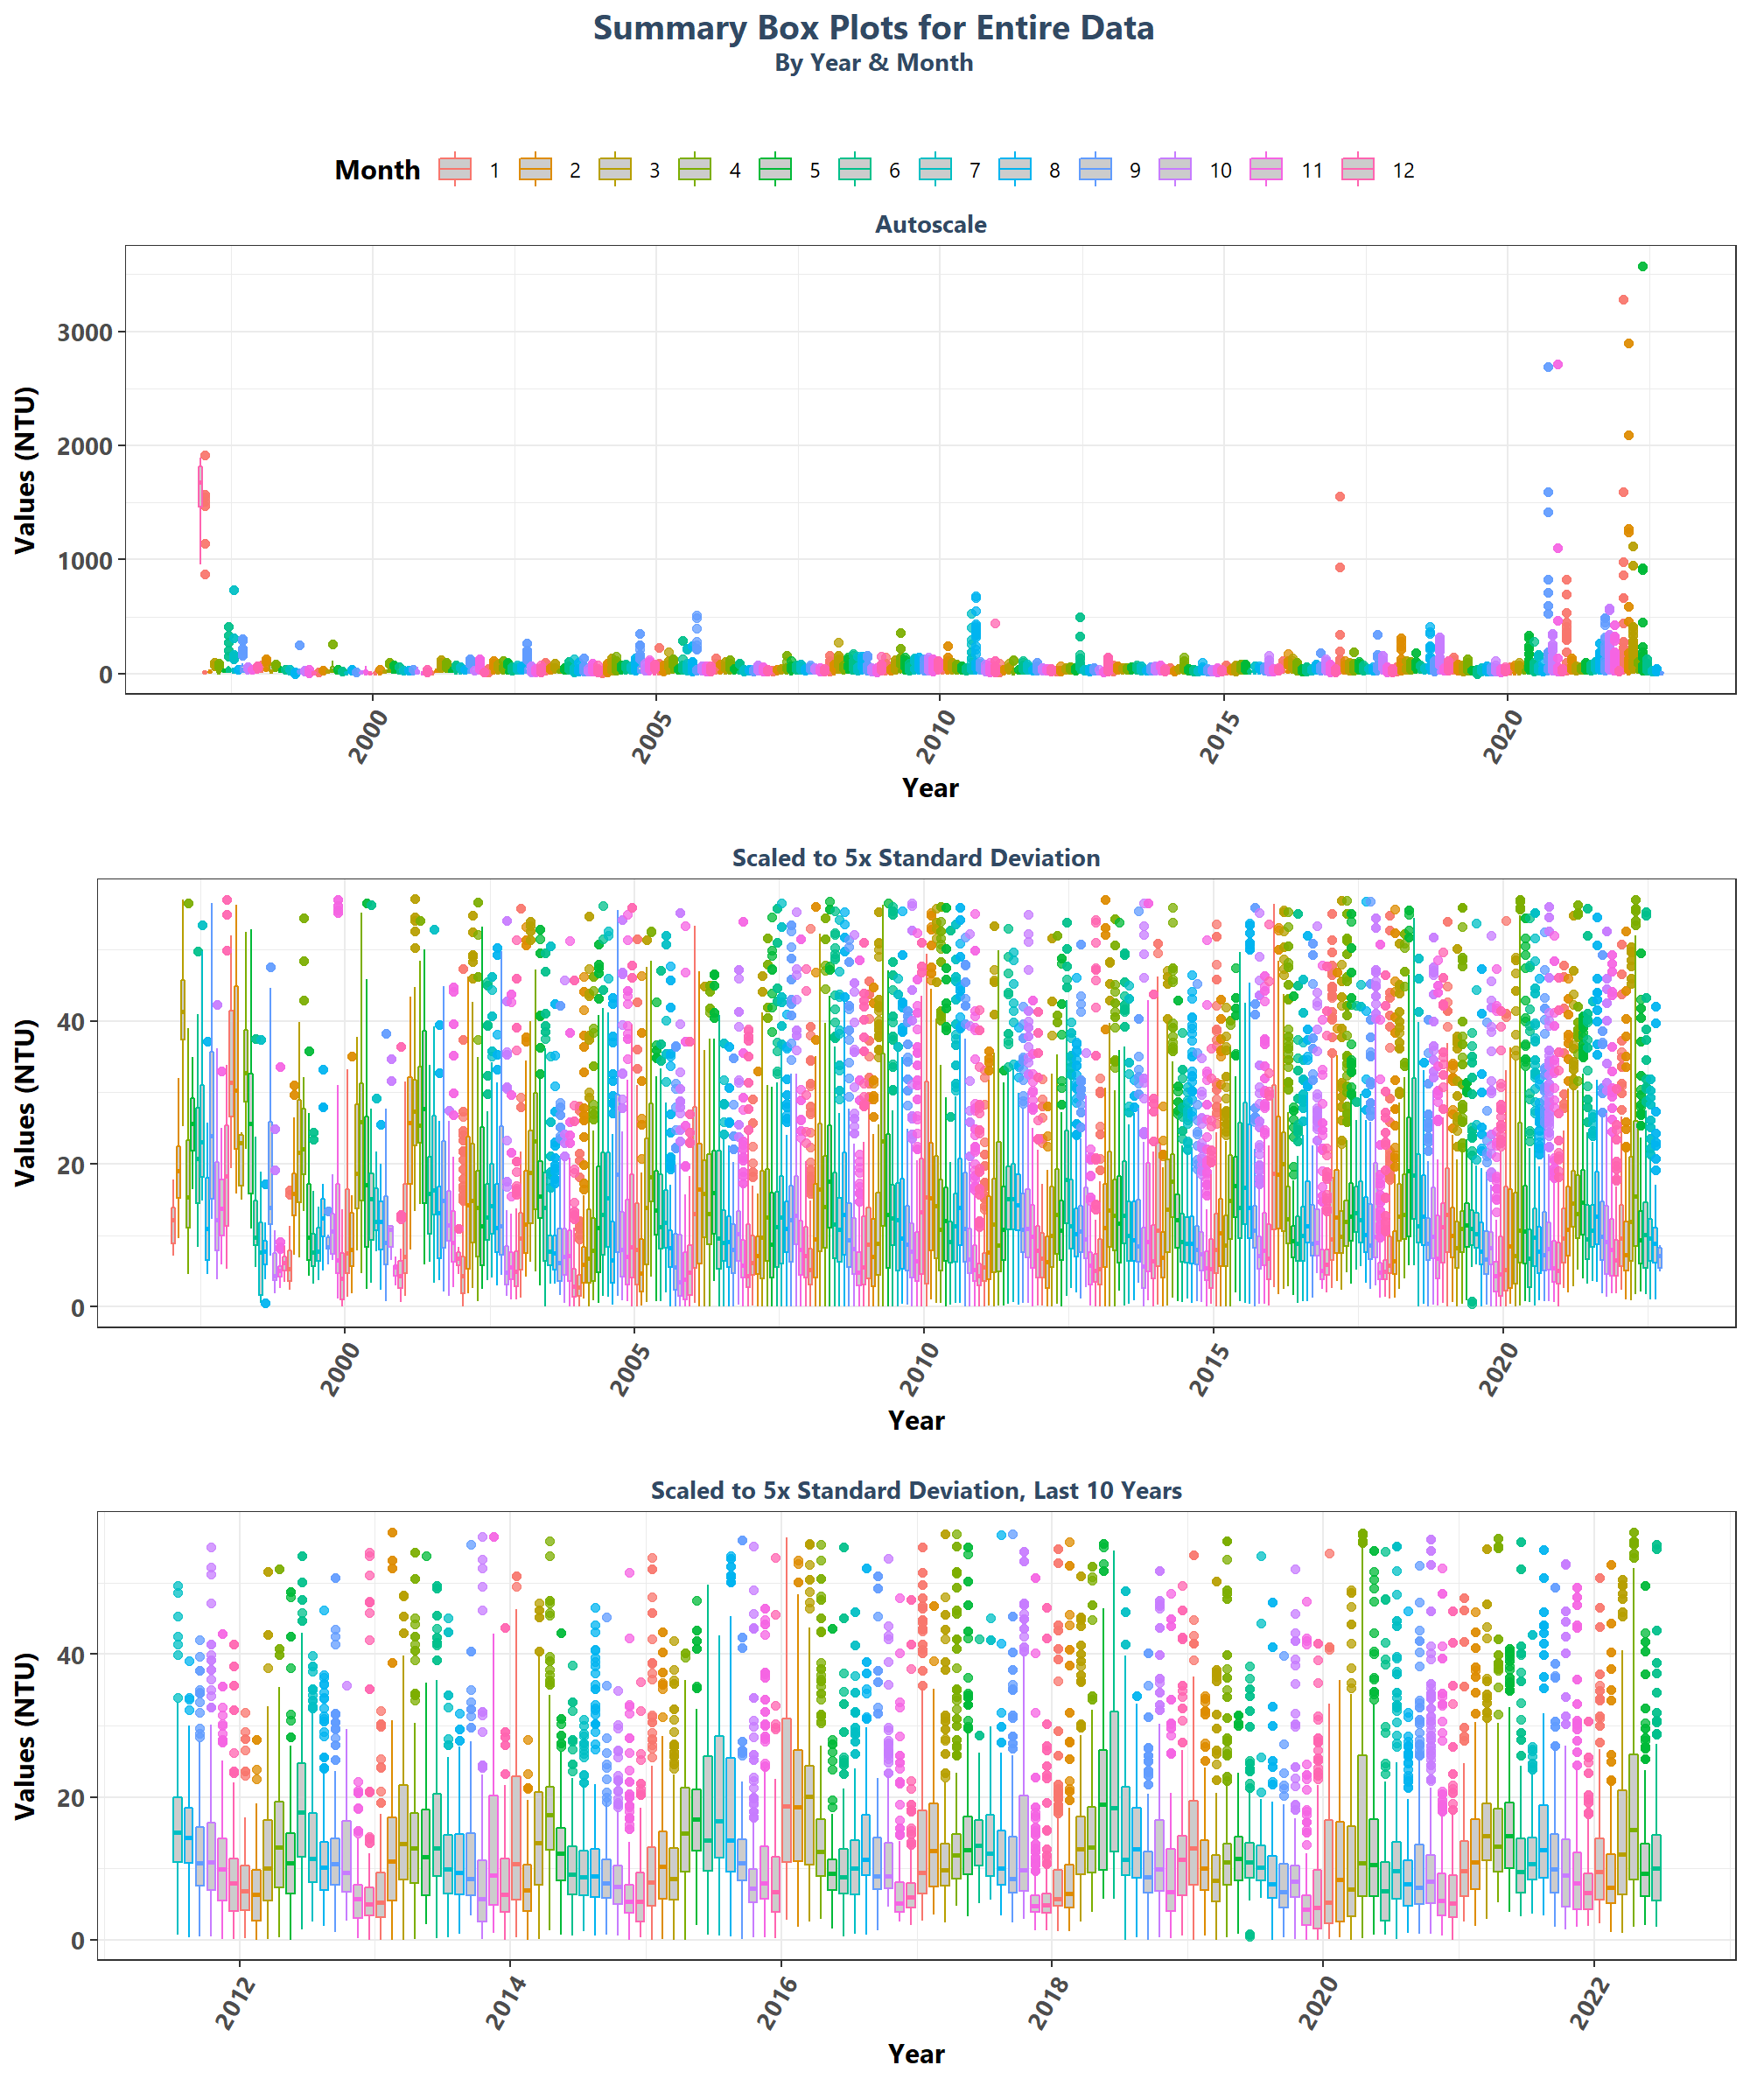 Summary Box Plots for Entire Data
By Year & Month
Month 1 2 3 4 5 6 7 8 9 10 11 12
Autoscale
Values (NTU)
3000
2000
1000
0
2000 2005 2010 2015 2020
Year
Scaled to 5x Standard Deviation
Values (NTU)
40
20
0
2000 2005 2010 2015 2020
Year
Scaled to 5x Standard Deviation, Last 10 Years
Values (NTU)
40
20
0
2012 2014 2016 2018 2020 2022
Year